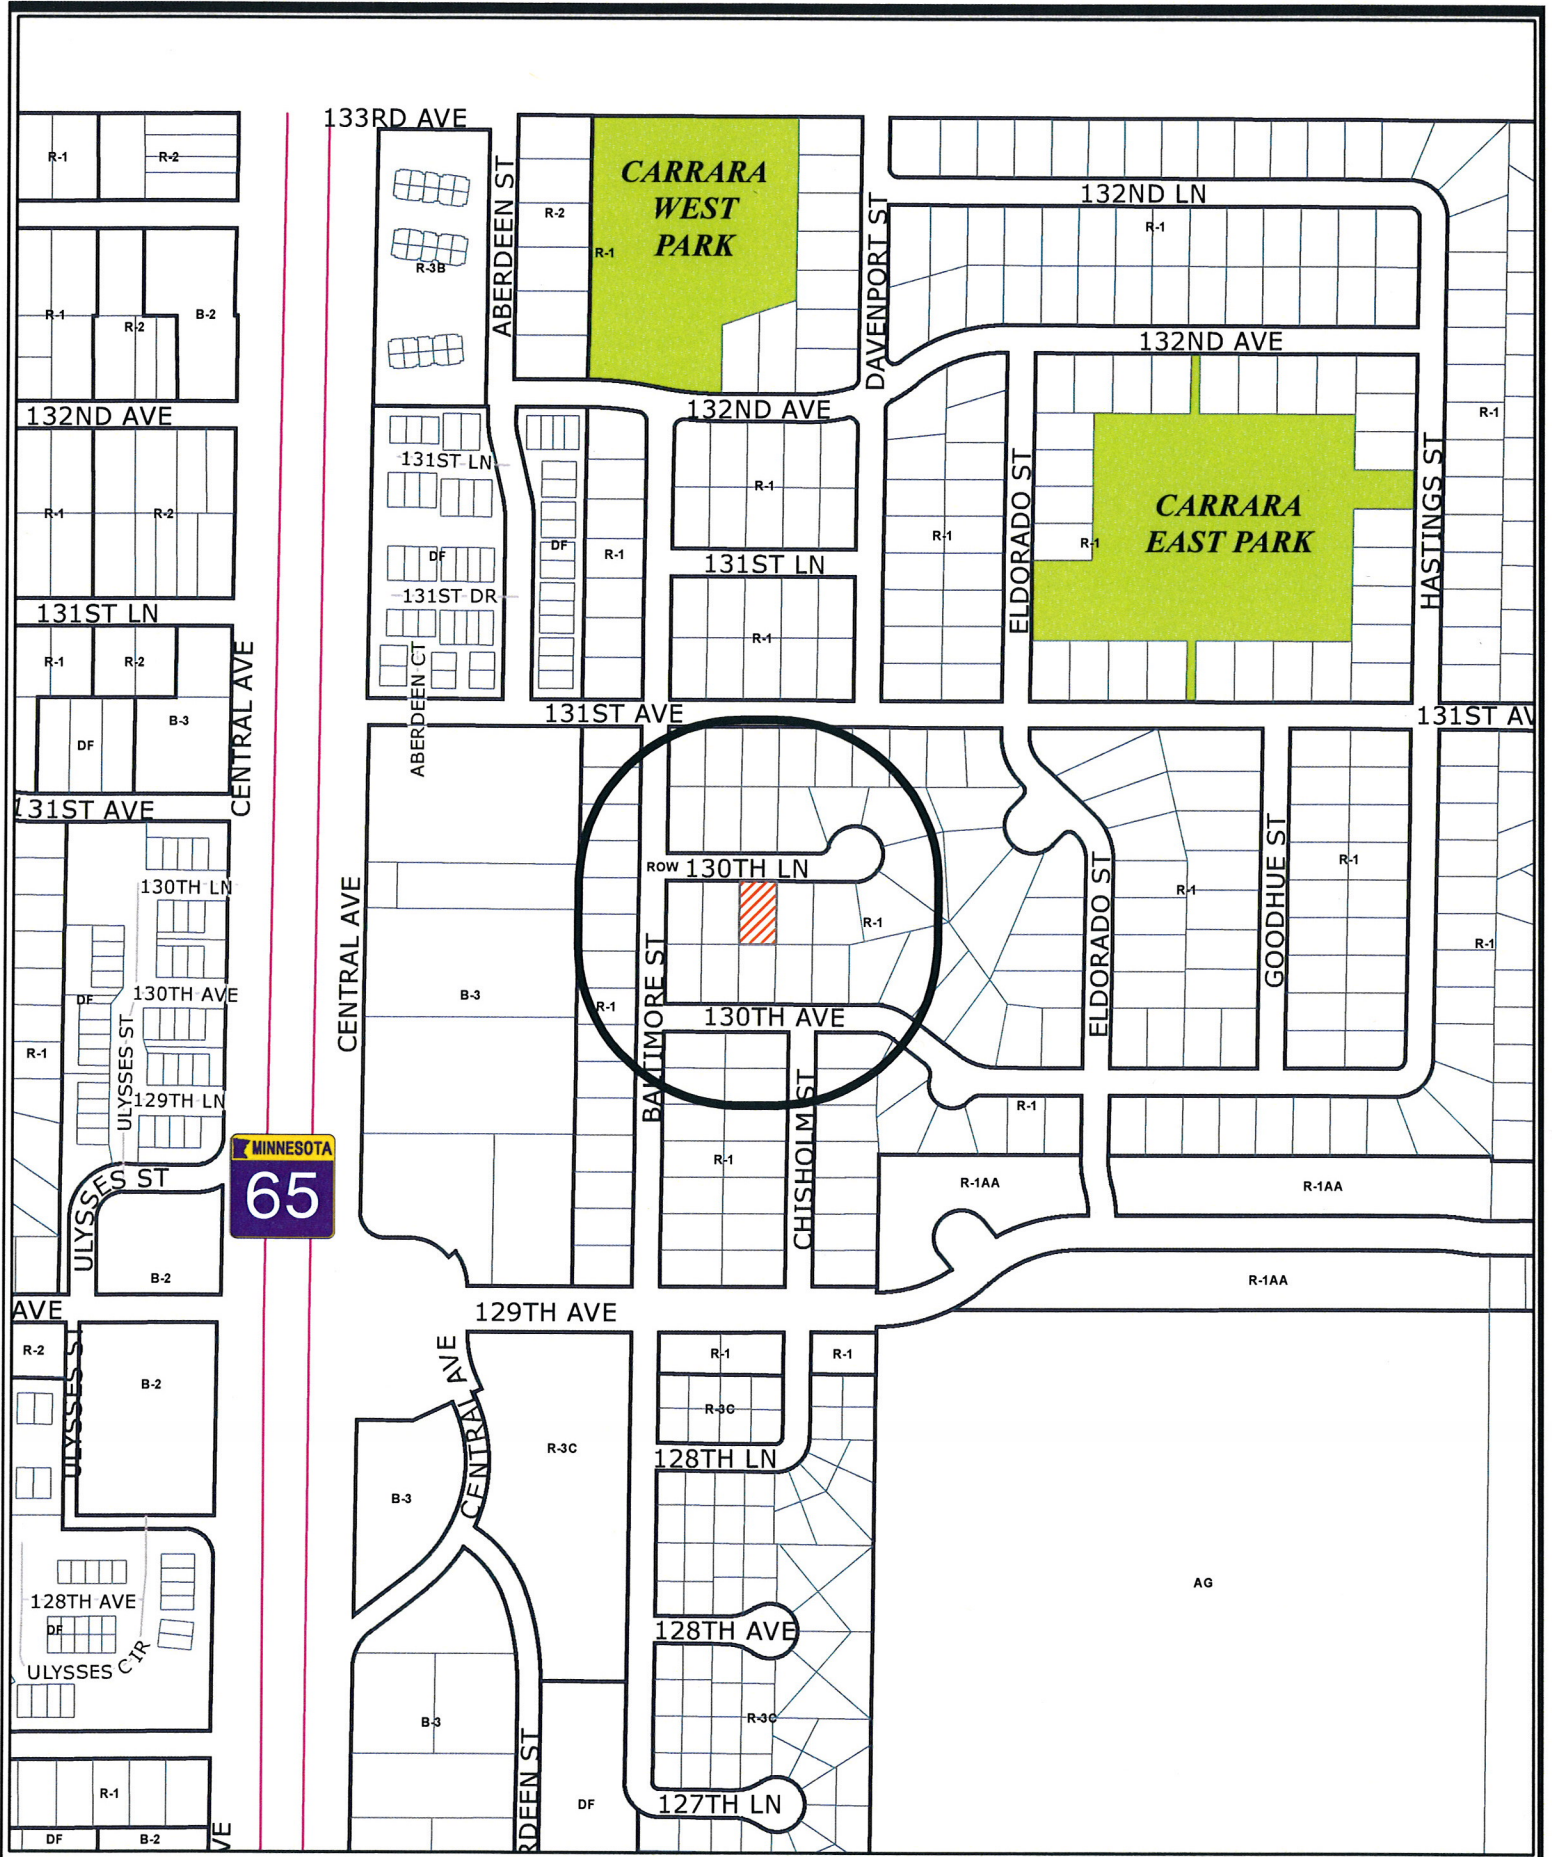 133RD AVE
R-1
R-2
ABERDEEN ST
CARRARA
WEST
PARK
R-2
R-1
R-3B
DAVENPORT ST
132ND LN
R-1
R-1
R-2
B-2
132ND AVE
132ND AVE
132ND AVE
R-1
R-1
R-2
131ST LN
DF
131ST DR
DF
R-1
R-1
131ST LN
R-1
R-1
ELDORADO ST
R-1
CARRARA
EAST PARK
HASTINGS ST
131ST LN
R-1
R-2
B-3
DF
CENTRAL AVE
ABERDEEN CT
131ST AVE
131ST AV
131ST AVE
130TH LN
ROW
130TH LN
R-1
R-1
R-1
GOODHUE ST
R-1
ELDORADO ST
CENTRAL AVE
B-3
R-1
BALTIMORE ST
130TH AVE
DF
130TH AVE
ULYSSES ST
R-1
129TH LN
R-1
CHISHOLM ST
R-1
MINNESOTA
65
ULYSSES ST
R-1AA
R-1AA
B-2
R-1AA
AVE
129TH AVE
R-2
ULYSSES ST
B-2
CENTRAL AVE
R-1
R-1
R-3C
R-3C
128TH LN
B-3
AG
128TH AVE
DF
ULYSSES CIR
128TH AVE
B-3
R-3C
RDEEN ST
R-1
DF
127TH LN
DF
B-2
VE